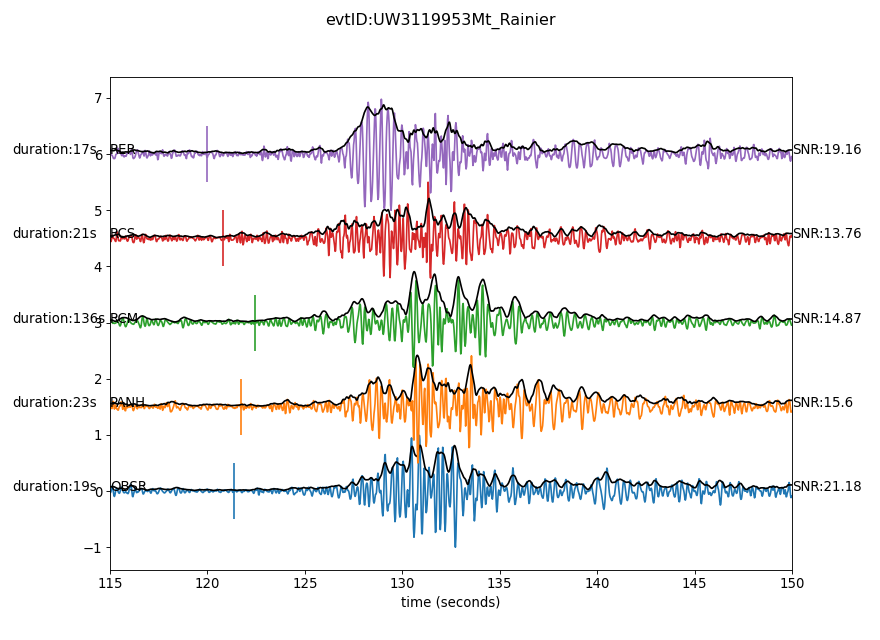 evtID:UW3119953Mt_Rainier
7
duration:17s PER SNR:19.16
6
5
duration:21s RCS SNR:13.76
4
duration:136s RCM SNR:14.87
3
2
duration:23s PANH SNR:15.6
1
duration:19s OBSR SNR:21.18
0
−1
115 120 125 130 135 140 145 150
time (seconds)